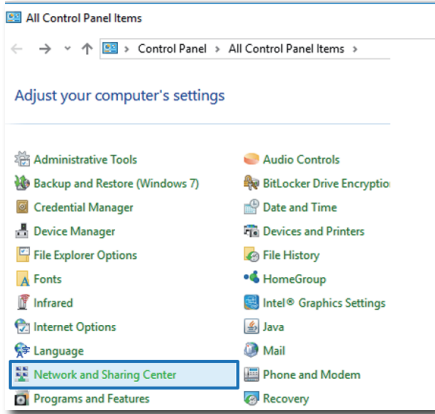 All Control Panel Items
Control Panel > All Control Panel Items >
Adjust your computer's settings
Administrative Tools
Audio Controls
Backup and Restore (Windows 7)
BitLocker Drive Encryptio
Credential Manager
Date and Time
Device Manager
Devices and Printers
File Explorer Options
File History
Fonts
HomeGroup
Infrared
Intel® Graphics Settings
Internet Options
Java
Language
Mail
Network and Sharing Center
Phone and Modem
Programs and Features
Recovery